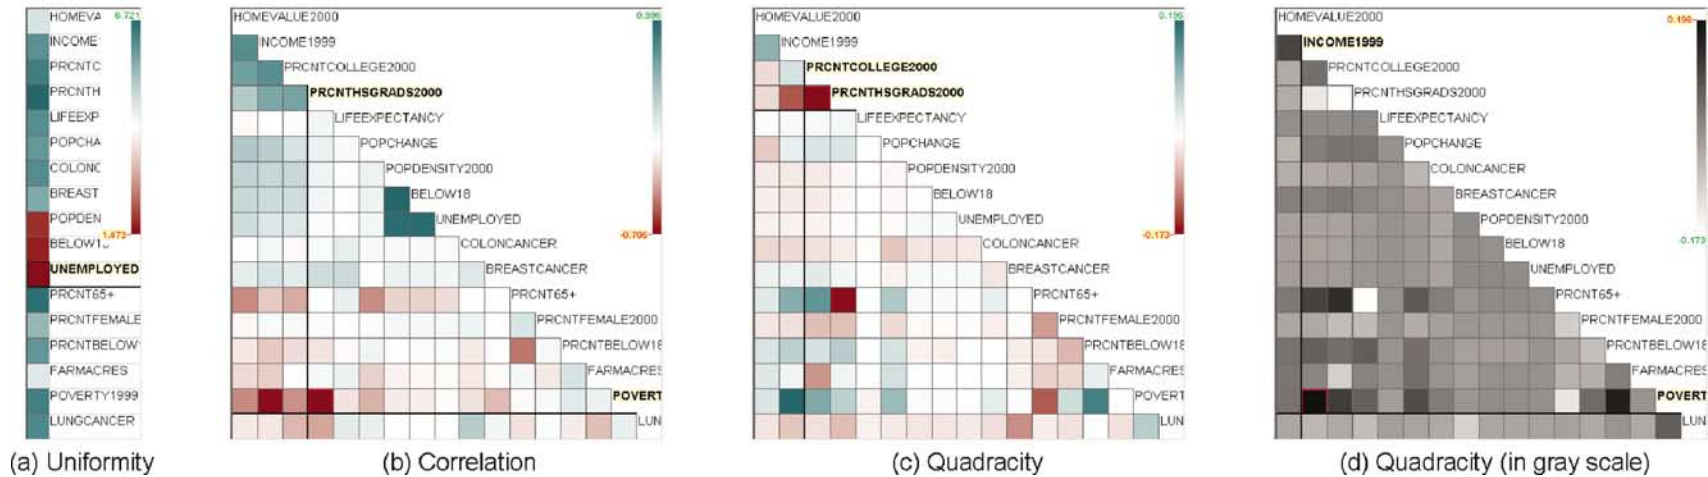 HOMEVA
6.721
INCOME
PRCNTC
PRCNTH
LIFEEXP
POPCHA
COLONC
BREAST
POPDEN
1.473
BELOW1
UNEMPLOYED
PRCNT65+
PRCNTFEMALE
PRCNTBELOW1
FARMACRES
POVERTY1999
LUNGCANCER
(a) Uniformity
HOMEVALUE2000
0.996
INCOME1999
PRCNTCOLLEGE2000
PRCNTHSGRADS2000
LIFEEXPECTANCY
POPCHANGE
POPDENSITY2000
BELOW18
UNEMPLOYED
-0.706
COLONCANCER
BREASTCANCER
PRCNT65+
PRCNTFEMALE2000
PRCNTBELOW18
FARMACRES
POVERT
LUN
(b) Correlation
HOMEVALUE2000
0.196
INCOME1999
PRCNTCOLLEGE2000
PRCNTHSGRADS2000
LIFEEXPECTANCY
POPCHANGE
POPDENSITY2000
BELOW18
UNEMPLOYED
-0.173
COLONCANCER
BREASTCANCER
PRCNT65+
PRCNTFEMALE2000
PRCNTBELOW18
FARMACRES
POVERT
LUN
(c) Quadracity
HOMEVALUE2000
0.196
INCOME1999
PRCNTCOLLEGE2000
PRCNTHSGRADS2000
LIFEEXPECTANCY
POPCHANGE
COLONCANCER
BREASTCANCER
POPDENSITY2000
-0.173
BELOW18
UNEMPLOYED
PRCNT65+
PRCNTFEMALE2000
PRCNTBELOW18
FARMACRES
POVERT
LUN
(d) Quadracity (in gray scale)